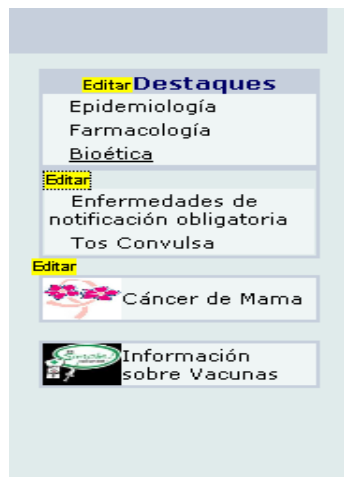 Editar Destaques
Epidemiología
Farmacología
Bioética
Editar
Enfermedades de
notificación obligatoria
Tos Convulsa
Editar
Cáncer de Mama
Información
sobre Vacunas